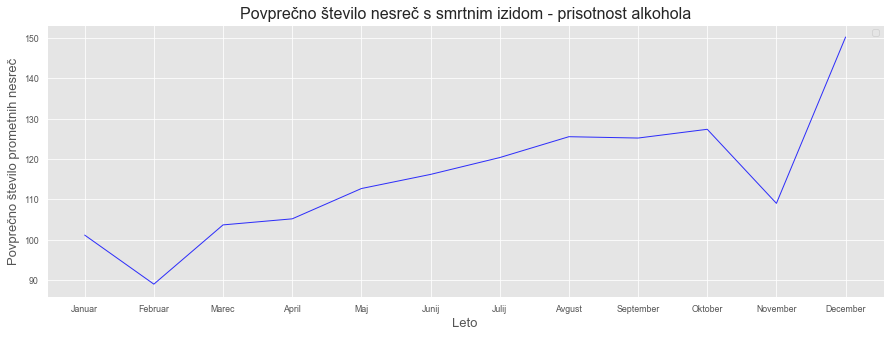 Povprečno število nesreč s smrtnim izidom - prisotnost alkohola
Povprečno število prometnih nesreč
150
140
130
120
110
100
90
Januar Februar Marec April Maj Junij Julij Avgust September Oktober November December
Leto